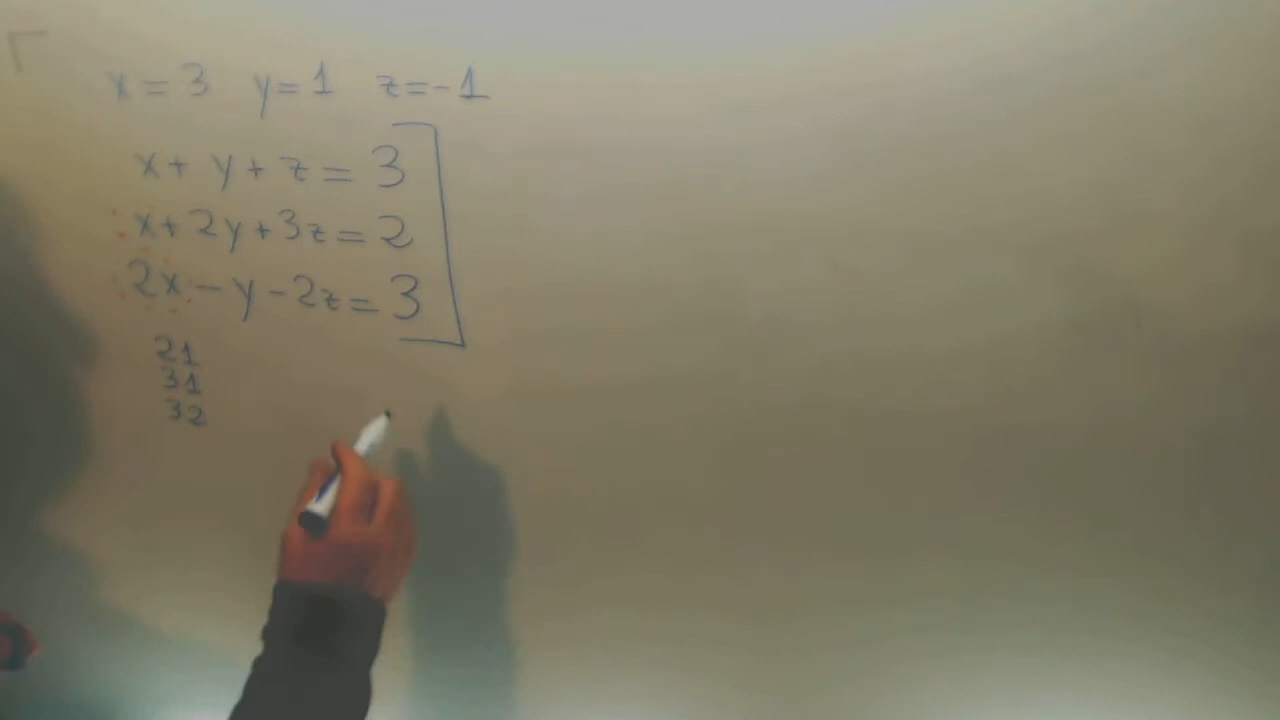 x = 3 y = 1 z = -1
x + y + z = 3
x + 2y + 3z = 2
2x - y - 2z = 3
21
31
32